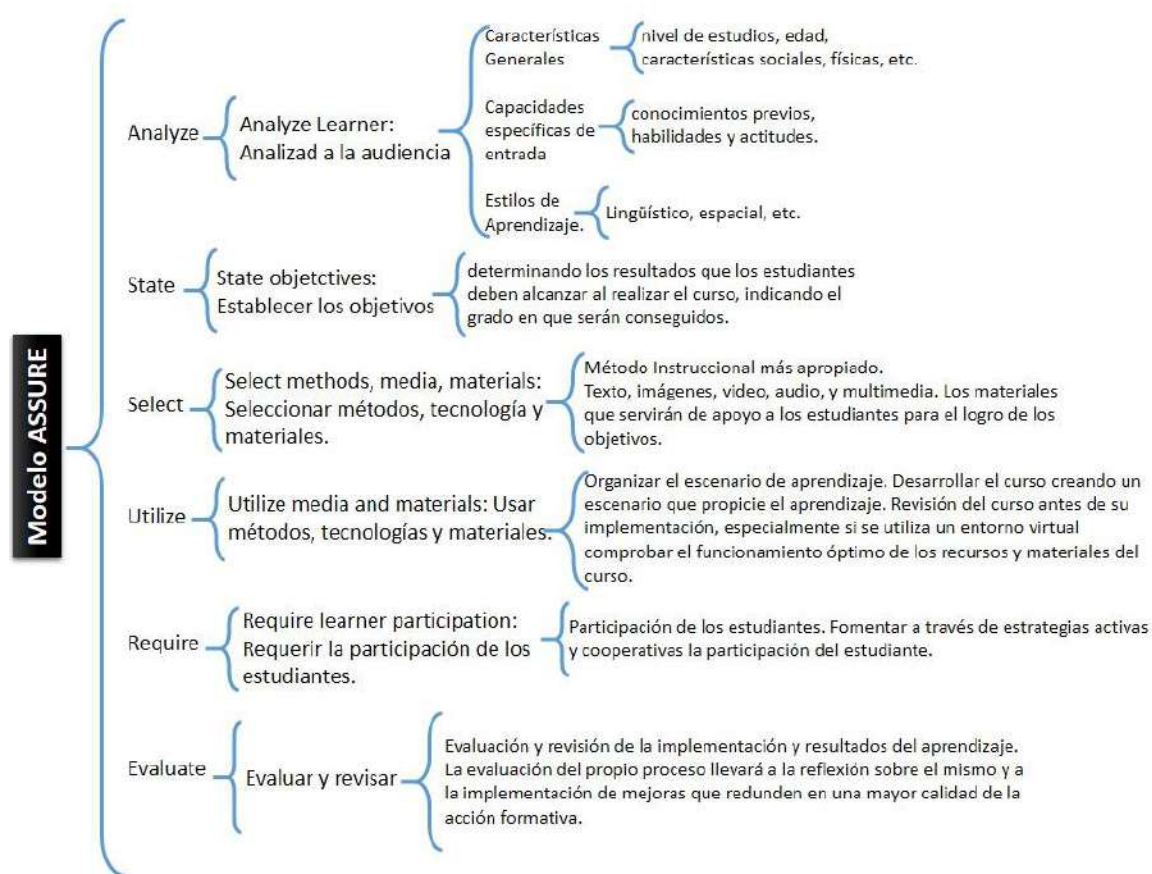 Modelo ASSURE
Analyze
Analyze Learner:
Analizad a la audiencia
Características
Generales
nivel de estudios, edad,
características sociales, físicas, etc.
Capacidades
específicas de
entrada
conocimientos previos,
habilidades y actitudes.
Estilos de
Aprendizaje.
Lingüístico, espacial, etc.
State
State objetctives:
Establecer los objetivos
determinando los resultados que los estudiantes
deben alcanzar al realizar el curso, indicando el
grado en que serán conseguidos.
Select
Select methods, media, materials:
Seleccionar métodos, tecnología y
materiales.
Método Instruccional más apropiado.
Texto, imágenes, video, audio, y multimedia. Los materiales
que servirán de apoyo a los estudiantes para el logro de los
objetivos.
Utilize
Utilize media and materials: Usar
métodos, tecnologías y materiales.
Organizar el escenario de aprendizaje. Desarrollar el curso creando un
escenario que propicie el aprendizaje. Revisión del curso antes de su
implementación, especialmente si se utiliza un entorno virtual
comprobar el funcionamiento óptimo de los recursos y materiales del
curso.
Require
Require learner participation:
Requerir la participación de los
estudiantes.
Participación de los estudiantes. Fomentar a través de estrategias activas
y cooperativas la participación del estudiante.
Evaluate
Evaluar y revisar
Evaluación y revisión de la implementación y resultados del aprendizaje.
La evaluación del propio proceso llevará a la reflexión sobre el mismo y a
la implementación de mejoras que redunden en una mayor calidad de la
acción formativa.